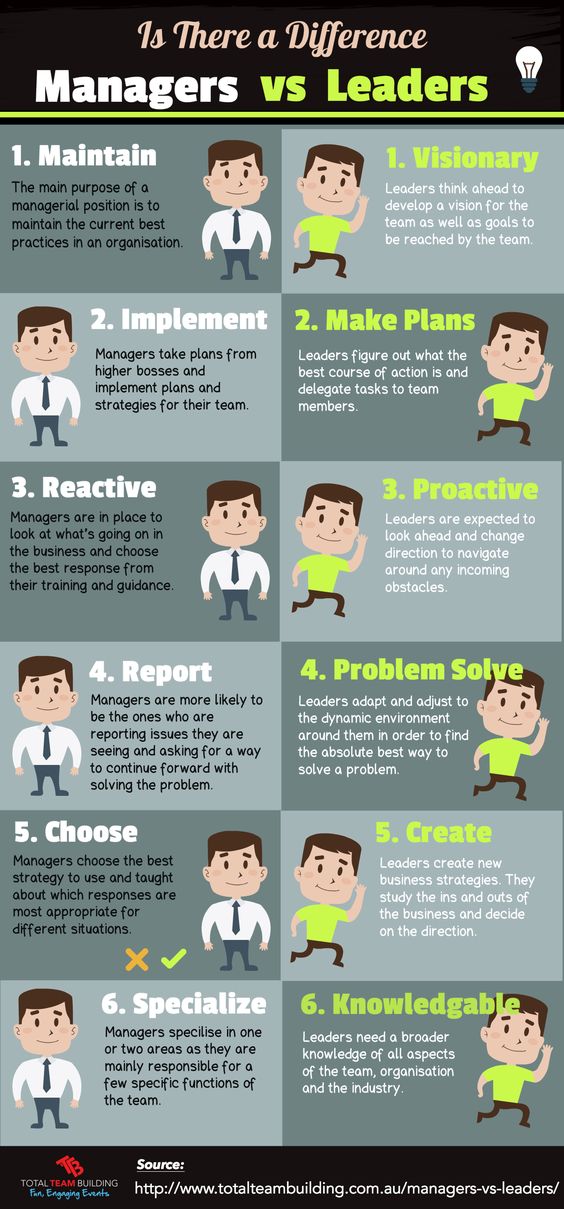 Is There a Difference
Managers vs Leaders
1. Maintain
The main purpose of a
managerial position is to
maintain the current best
practices in an organisation.
1. Visionary
Leaders think ahead to
develop a vision for the
team as well as goals to
be reached by the team.
2. Implement
Managers take plans from
higher bosses and
implement plans and
strategies for their team.
2. Make Plans
Leaders figure out what the
best course of action is and
delegate tasks to team
members.
3. Reactive
Managers are in place to
look at what's going on in
the business and choose
the best response from
their training and guidance.
3. Proactive
Leaders are expected to
look ahead and change
direction to navigate
around any incoming
obstacles.
4. Report
Managers are more likely to
be the ones who are
reporting issues they are
seeing and asking for a way
to continue forward with
solving the problem.
4. Problem Solve
Leaders adapt and adjust to
the dynamic environment
around them in order to find
the absolute best way to
solve a problem.
5. Choose
Managers choose the best
strategy to use and taught
about which responses are
most appropriate for
different situations.
5. Create
Leaders create new
business strategies. They
study the ins and outs of
the business and decide
on the direction.
6. Specialize
Managers specilise in one
or two areas as they are
mainly responsible for a
few specific functions of
the team.
6. Knowledgable
Leaders need a broader
knowledge of all aspects
of the team, organisation
and the industry.
TB
TOTAL TEAM BUILDING
Fun, Engaging Events
Source:
http://www.totalteambuilding.com.au/managers-vs-leaders/